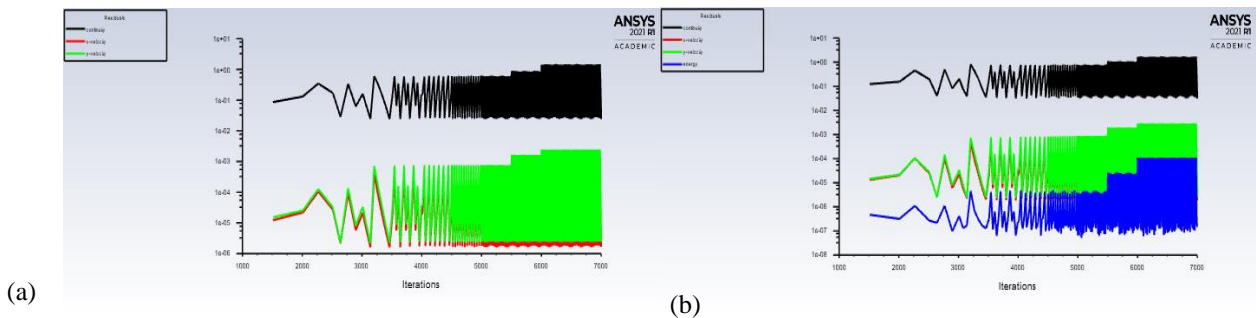 Residuals
continuity
x-velocity
y-velocity
ANSYS
2021 R1
ACADEMIC
1e+01
1e+00
1e-01
1e-02
1e-03
1e-04
1e-05
1e-06
1000
2000
3000
4000
5000
6000
7000
Iterations
(a)
Residuals
continuity
x-velocity
y-velocity
energy
ANSYS
2021 R1
ACADEMIC
1e+01
1e+00
1e-01
1e-02
1e-03
1e-04
1e-05
1e-06
1e-07
1e-08
1000
2000
3000
4000
5000
6000
7000
Iterations
(b)